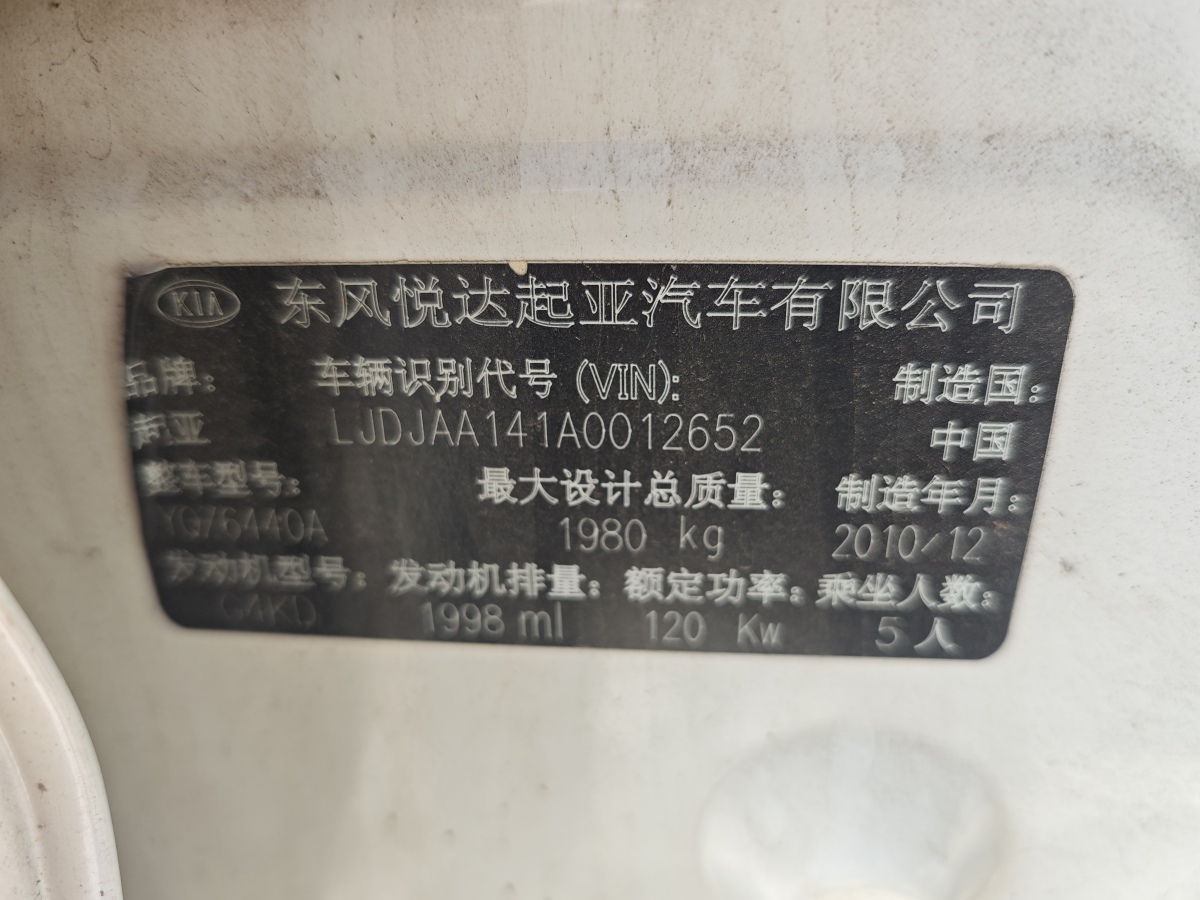 KIA 东风悦达起亚汽车有限公司
品牌: 车辆识别代号 (VIN): 制造国:
起亚 LJDJAA141A0012652 中国
整车型号: 最大设计总质量: 制造年月:
YQZ6440A 1980 kg 2010/12
发动机型号: 发动机排量: 额定功率: 乘坐人数:
G4KD 1998 ml 120 Kw 5人